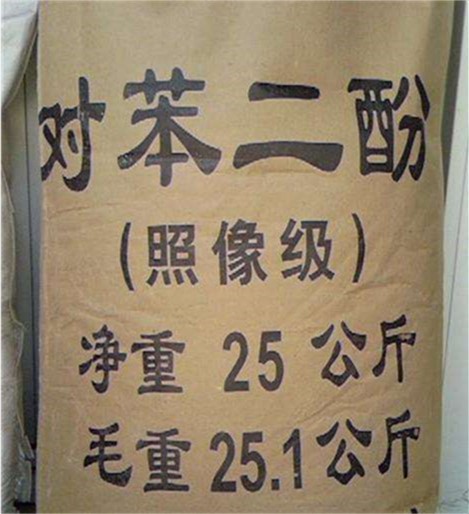 对苯二酚
(照像级)
净重 25 公斤
毛重 25.1 公斤